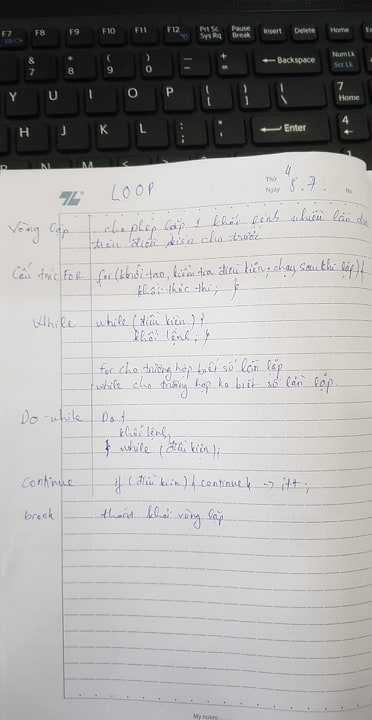 F7 F8 F9 F10 F11 F12 Prt Sc Pause Insert Delete Home
Sys Rq Break
& * ( ) — + ← Backspace Num Lk
7 8 9 0 - = Scr Lk
Y U I O P { } | 7
[ ] \ Home
H J K L : " ← Enter 4
; '
N M
Thứ 4
LOOP
Ngày 8.7. No.
Vòng lặp cho phép lặp 1 khối lệnh nhiều lần
trên điều kiện cho trước
Cấu trúc FOR for(khởi tạo; kiểm tra điều kiện; chạy sau khi lặp){
khối thực thi; }
While while (điều kiện) {
khối lệnh; }
for cho trường hợp biết số lần lặp
while cho trường hợp ko biết số lần lặp.
Do-while Do {
khối lệnh;
} while (điều kiện);
Continue if (điều kiện) { continue } → i++;
break thoát khỏi vòng lặp
My notes: